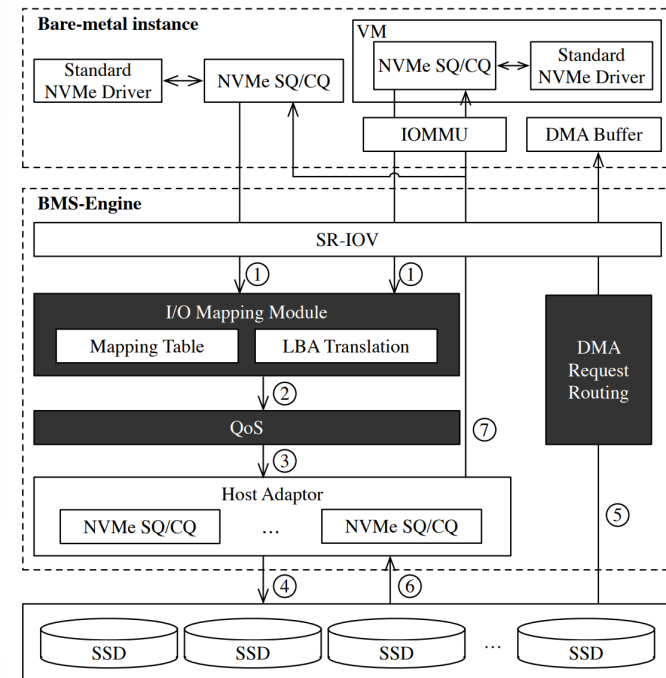 Bare-metal instance
VM
Standard
NVMe Driver
NVMe SQ/CQ
NVMe SQ/CQ
Standard
NVMe Driver
IOMMU
DMA Buffer
BMS-Engine
SR-IOV
①
①
I/O Mapping Module
Mapping Table
LBA Translation
DMA
Request
Routing
②
QoS
⑦
③
Host Adaptor
NVMe SQ/CQ
...
NVMe SQ/CQ
⑤
④
⑥
SSD
SSD
SSD
...
SSD